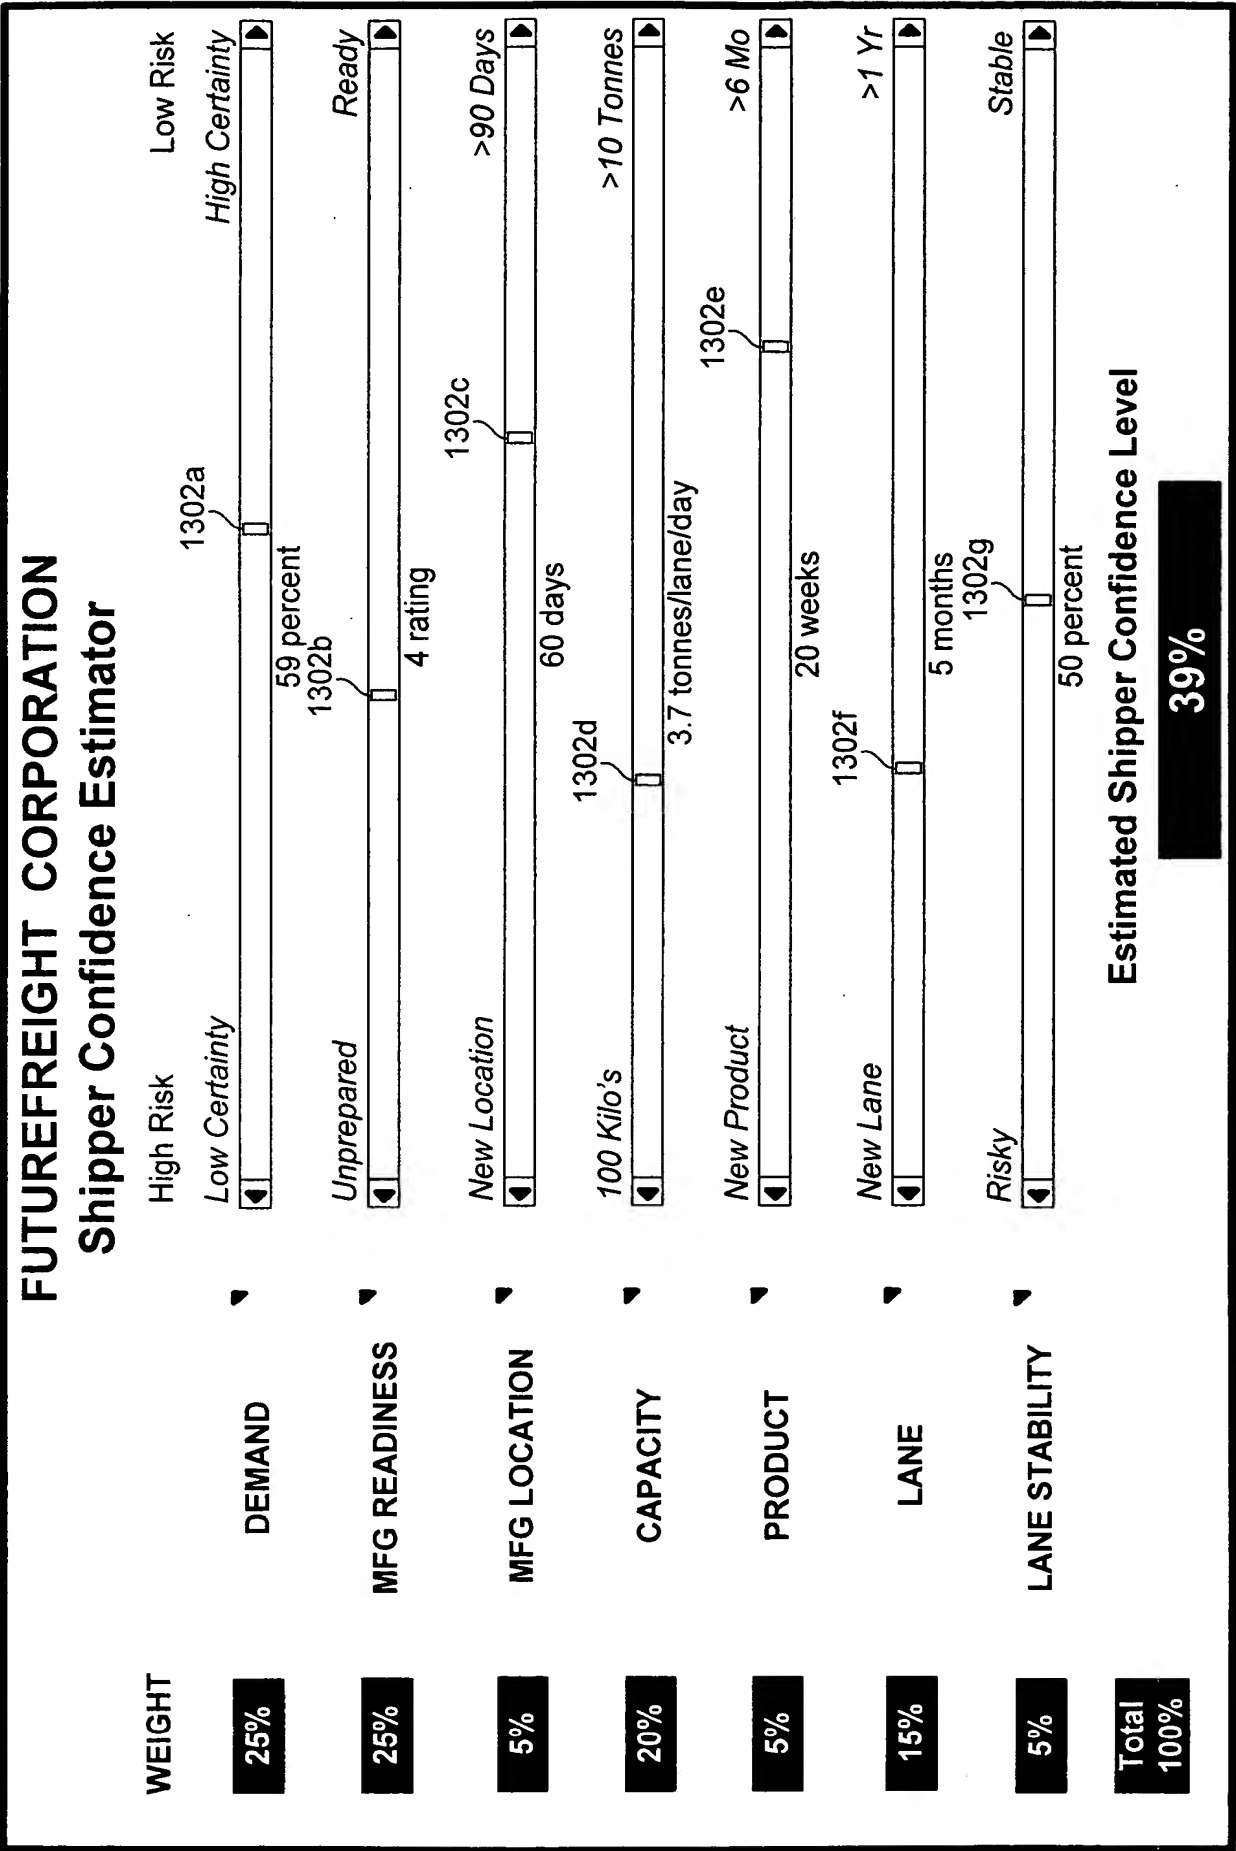 FUTUREFREIGHT CORPORATION
Shipper Confidence Estimator
WEIGHT
High Risk
Low Risk
Low Certainty
High Certainty
1302a
25%
DEMAND
59 percent
1302b
Unprepared
Ready
25%
MFG READINESS
4 rating
1302c
New Location
>90 Days
5%
MFG LOCATION
60 days
1302d
100 Kilo's
>10 Tonnes
20%
CAPACITY
3.7 tonnes/lane/day
1302e
New Product
>6 Mo
5%
PRODUCT
20 weeks
1302f
New Lane
>1 Yr
15%
LANE
5 months
1302g
Risky
Stable
5%
LANE STABILITY
50 percent
Total
100%
Estimated Shipper Confidence Level
39%